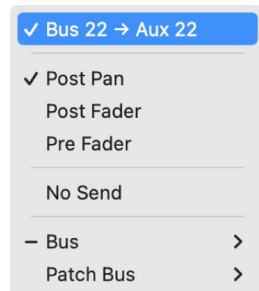 ✓ Bus 22 → Aux 22
✓ Post Pan
Post Fader
Pre Fader
No Send
– Bus >
Patch Bus >